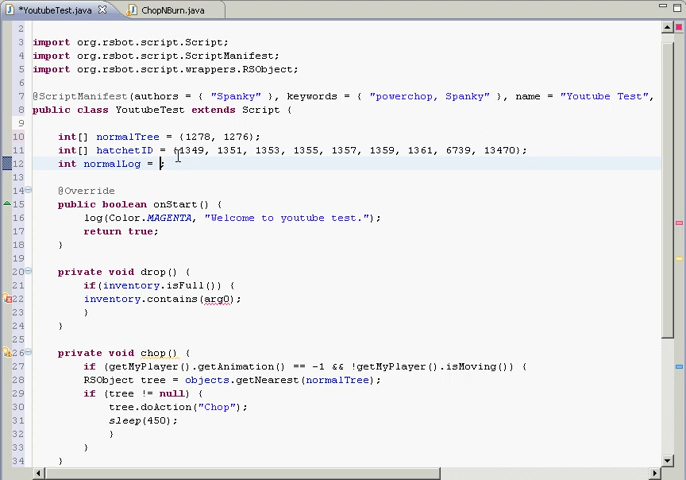 *YoutubeTest.java ChopNBurn.java
2
3 import org.rsbot.script.Script;
4 import org.rsbot.script.ScriptManifest;
5 import org.rsbot.script.wrappers.RSObject;
6
7 @ScriptManifest(authors = { "Spanky" }, keywords = { "powerchop, Spanky" }, name = "Youtube Test",
8 public class YoutubeTest extends Script {
9
10 int[] normalTree = {1278, 1276};
11 int[] hatchetID = {1349, 1351, 1353, 1355, 1357, 1359, 1361, 6739, 13470};
12 int normalLog = ;
13
14 @Override
15 public boolean onStart() {
16 log(Color.MAGENTA, "Welcome to youtube test.");
17 return true;
18 }
19
20 private void drop() {
21 if(inventory.isFull()) {
22 inventory.contains(arg0);
23 }
24 }
25
26 private void chop() {
27 if (getMyPlayer().getAnimation() == -1 && !getMyPlayer().isMoving()) {
28 RSObject tree = objects.getNearest(normalTree);
29 if (tree != null) {
30 tree.doAction("Chop");
31 sleep(450);
32 }
33 }
34 }